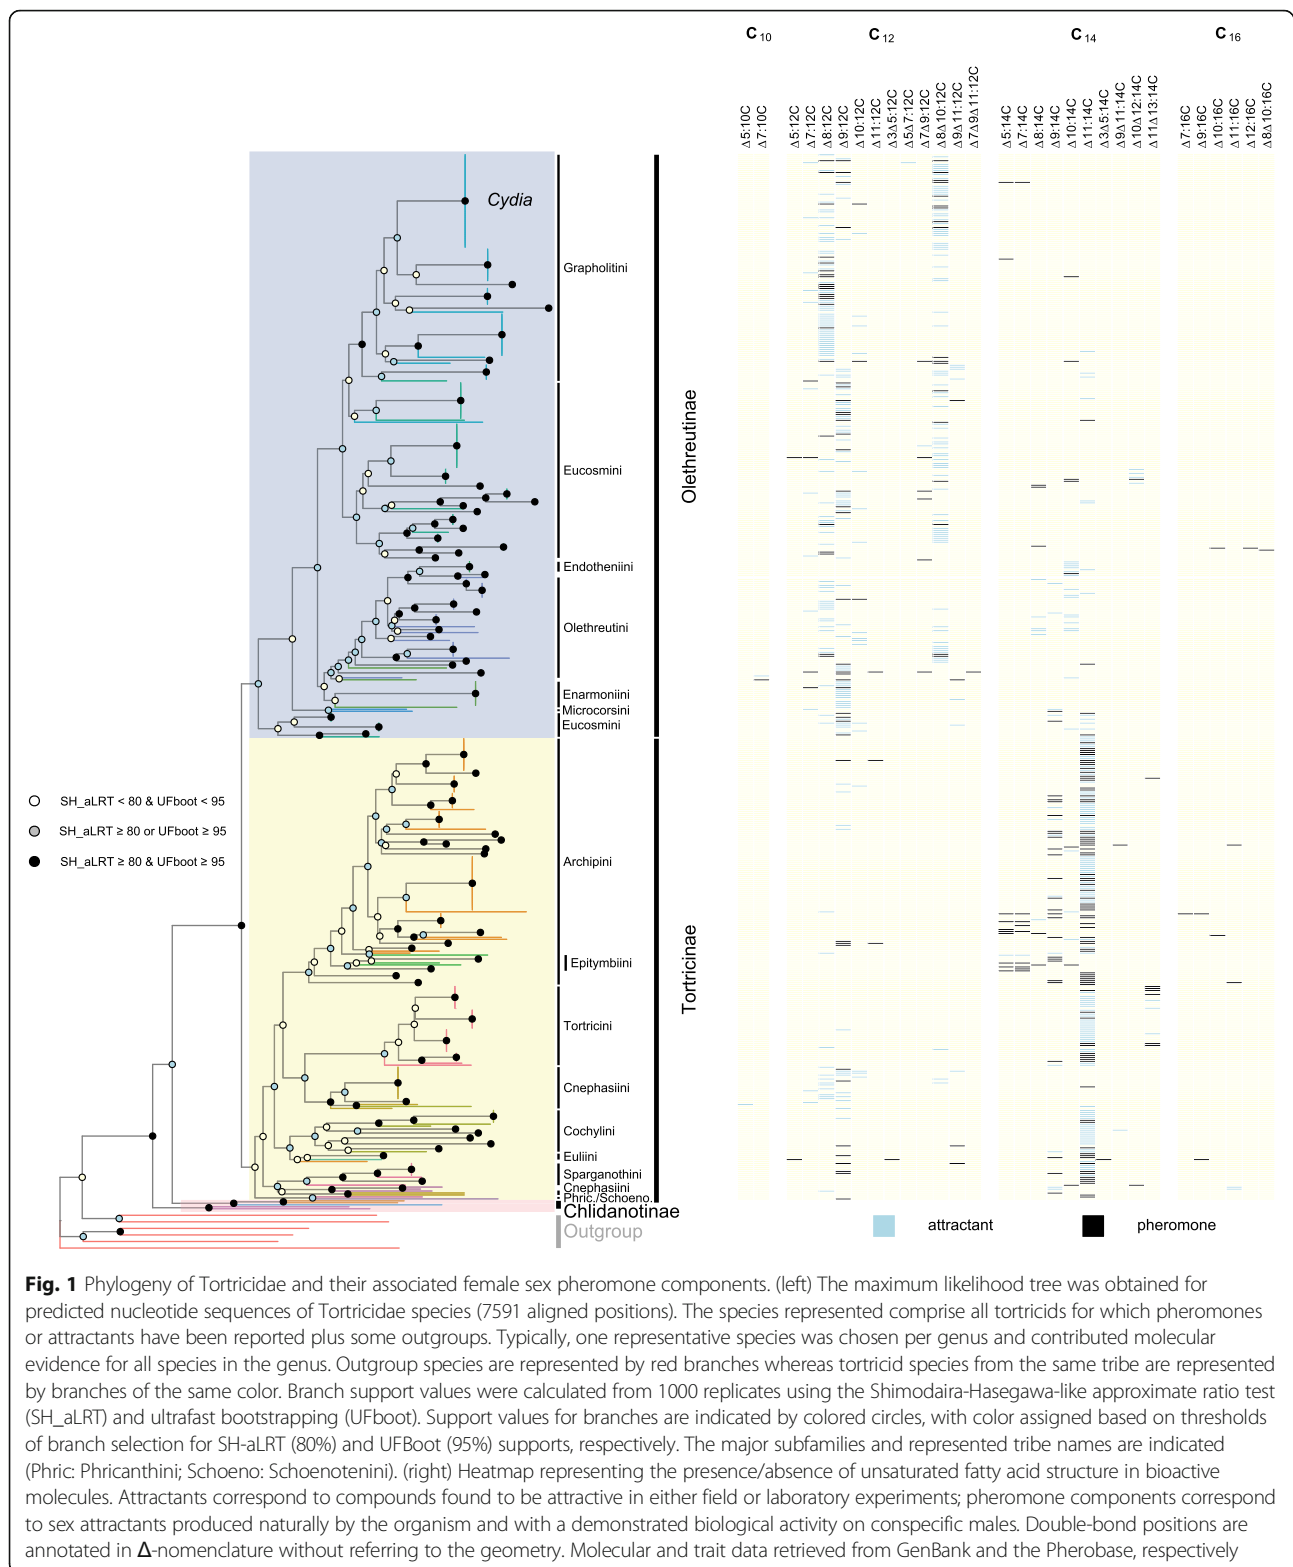 C 10 C 12 C 14 C 16
Δ5:10C
Δ7:10C
Δ5:12C
Δ7:12C
Δ8:12C
Δ9:12C
Δ10:12C
Δ11:12C
Δ3Δ5:12C
Δ5Δ7:12C
Δ7Δ9:12C
Δ8Δ10:12C
Δ9Δ11:12C
Δ7Δ9Δ11:12C
Δ5:14C
Δ7:14C
Δ8:14C
Δ9:14C
Δ10:14C
Δ11:14C
Δ3Δ5:14C
Δ9Δ11:14C
Δ10Δ12:14C
Δ11Δ13:14C
Δ7:16C
Δ9:16C
Δ10:16C
Δ11:16C
Δ12:16C
Δ8Δ10:16C
Cydia
Grapholitini
Eucosmini
Endotheniini
Olethreutini
Enarmoniini
Microcorsini
Eucosmini
Olethreutinae
SH_aLRT < 80 & UFboot < 95
SH_aLRT ≥ 80 or UFboot ≥ 95
SH_aLRT ≥ 80 & UFboot ≥ 95
Archipini
Epitymbiini
Tortricini
Cnephasiini
Cochylini
Euliini
Sparganothini
Cnephasiini
Phric./Schoeno.
Tortricinae
Chlidanotinae
Outgroup
attractant
pheromone
Fig. 1 Phylogeny of Tortricidae and their associated female sex pheromone components. (left) The maximum likelihood tree was obtained for
predicted nucleotide sequences of Tortricidae species (7591 aligned positions). The species represented comprise all tortricids for which pheromones
or attractants have been reported plus some outgroups. Typically, one representative species was chosen per genus and contributed molecular
evidence for all species in the genus. Outgroup species are represented by red branches whereas tortricid species from the same tribe are represented
by branches of the same color. Branch support values were calculated from 1000 replicates using the Shimodaira-Hasegawa-like approximate ratio test
(SH_aLRT) and ultrafast bootstrapping (UFboot). Support values for branches are indicated by colored circles, with color assigned based on thresholds
of branch selection for SH-aLRT (80%) and UFBoot (95%) supports, respectively. The major subfamilies and represented tribe names are indicated
(Phric: Phricanthini; Schoeno: Schoenotenini). (right) Heatmap representing the presence/absence of unsaturated fatty acid structure in bioactive
molecules. Attractants correspond to compounds found to be attractive in either field or laboratory experiments; pheromone components correspond
to sex attractants produced naturally by the organism and with a demonstrated biological activity on conspecific males. Double-bond positions are
annotated in Δ-nomenclature without referring to the geometry. Molecular and trait data retrieved from GenBank and the Pherobase, respectively